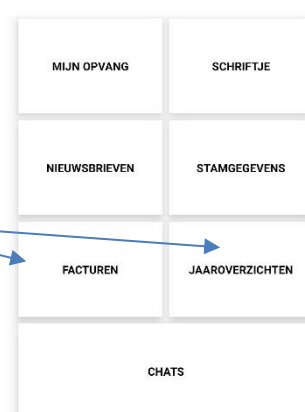 MIJN OPVANG
SCHRIFTJE
NIEUWSBRIEVEN
STAMGEGEVENS
FACTUREN
JAAROVERZICHTEN
CHATS